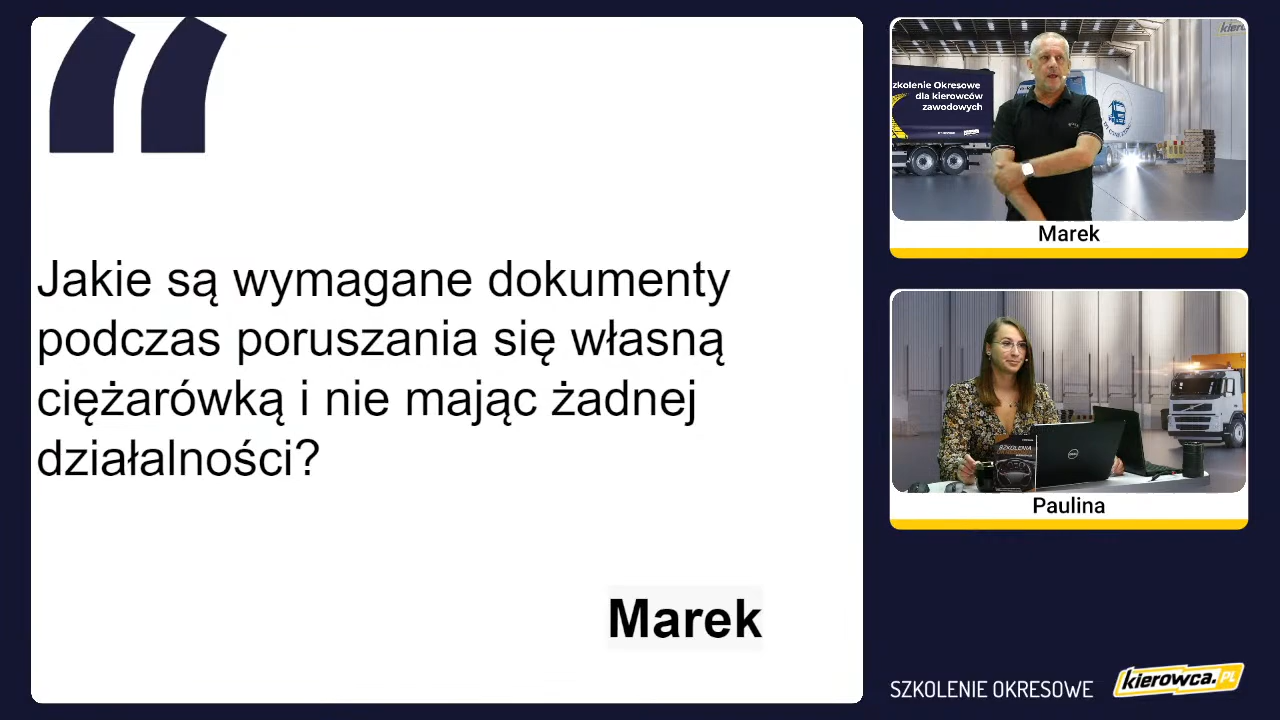 Jakie są wymagane dokumenty
podczas poruszania się własną
ciężarówką i nie mając żadnej
działalności?
Marek
zkolenie Okresowe
dla kierowców
zawodowych
Marek
SZKOLENIA
Paulina
SZKOLENIE OKRESOWE
kierowca.PL